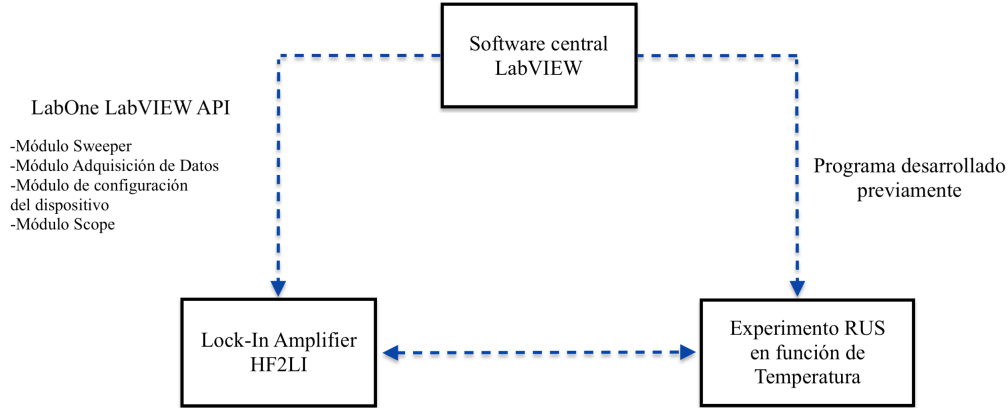 Software central
LabVIEW
LabOne LabVIEW API
-Módulo Sweeper
-Módulo Adquisición de Datos
-Módulo de configuración
del dispositivo
-Módulo Scope
Programa desarrollado
previamente
Lock-In Amplifier
HF2LI
Experimento RUS
en función de
Temperatura